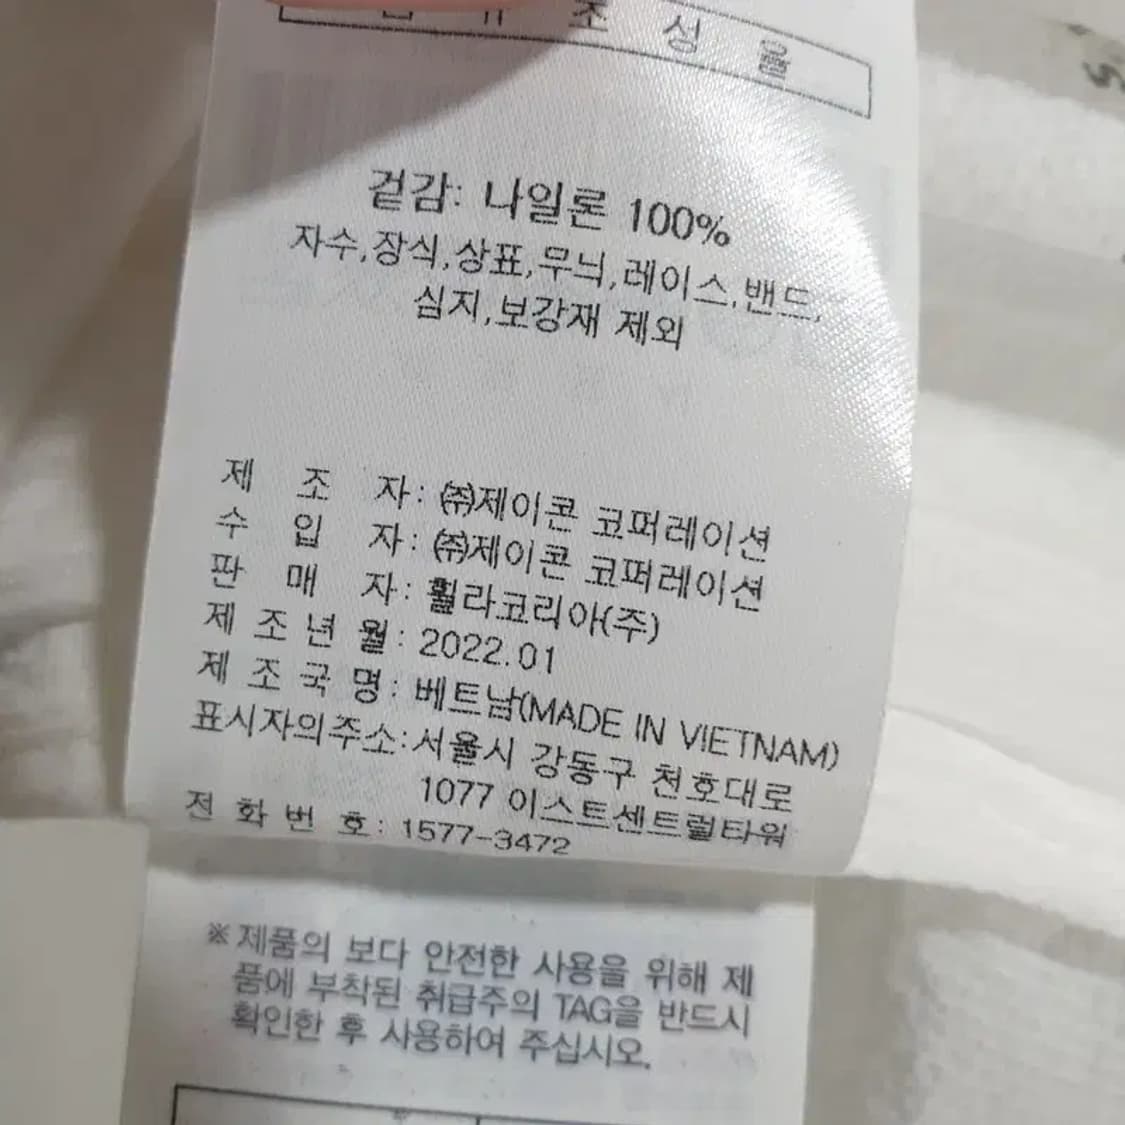 조 성 율
겉감: 나일론 100%
자수,장식,상표,무늬,레이스,밴드,
심지,보강재 제외
제 조 자: ㈜제이콘 코퍼레이션
수 입 자: ㈜제이콘 코퍼레이션
판 매 자: 휠라코리아(주)
제 조 년 월: 2022.01
제 조 국 명: 베트남(MADE IN VIETNAM)
표시자의주소:서울시 강동구 천호대로
1077 이스트센트럴타워
전 화 번 호: 1577-3472
※ 제품의 보다 안전한 사용을 위해 제
품에 부착된 취급주의 TAG을 반드시
확인한 후 사용하여 주십시오.